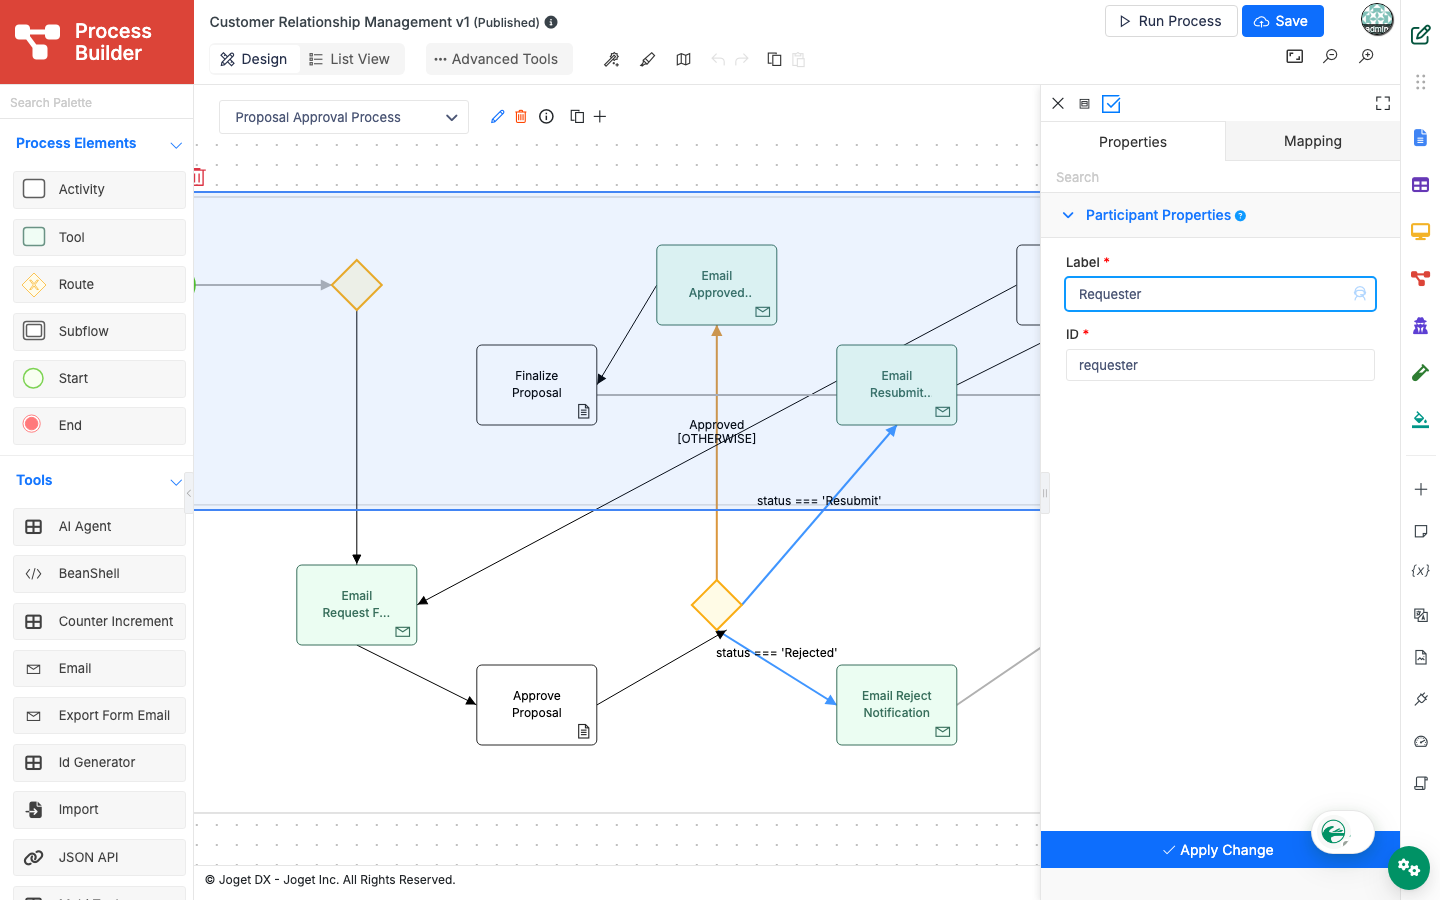 Process
Builder
Customer Relationship Management v1 (Published)
Run Process
Save
admin
Design
List View
Advanced Tools
Search Palette
Process Elements
Activity
Tool
Route
Subflow
Start
End
Tools
AI Agent
BeanShell
Counter Increment
Email
Export Form Email
Id Generator
Import
JSON API
Proposal Approval Process
Email
Approved..
Finalize
Proposal
Email
Resubmit..
Approved
[OTHERWISE]
status === 'Resubmit'
Email
Request F...
status === 'Rejected'
Approve
Proposal
Email Reject
Notification
Properties
Mapping
Search
Participant Properties
Label *
Requester
ID *
requester
{x}
Apply Change
© Joget DX - Joget Inc. All Rights Reserved.